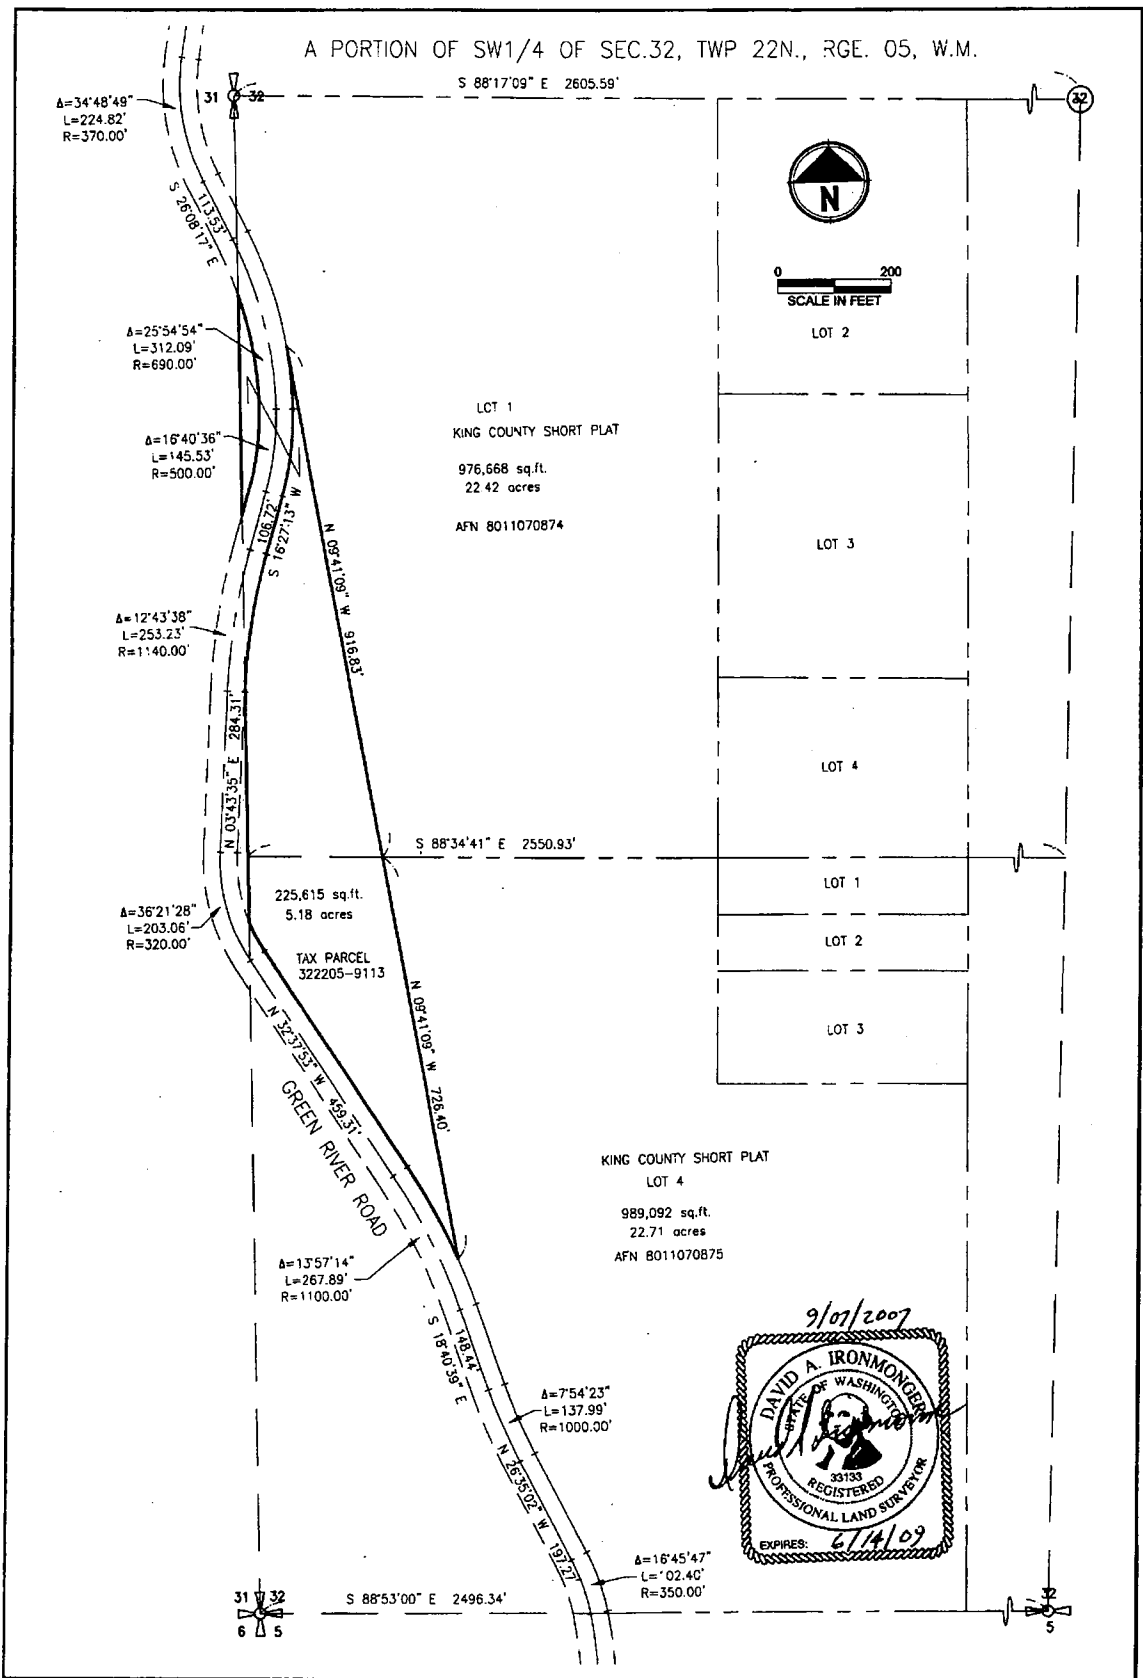 A PORTION OF SW1/4 OF SEC.32, TWP 22N., RGE. 05, W.M.
S 88°17'09" E 2605.59'
31 32
32
Δ=34°48'49"
L=224.82'
R=370.00'
113.53'
S 26°08'17" E
N
0 200
SCALE IN FEET
LOT 2
Δ=25°54'54"
L=312.09'
R=690.00'
LOT 1
KING COUNTY SHORT PLAT
976,668 sq.ft.
22.42 acres
AFN 8011070874
Δ=16°40'36"
L=145.53'
R=500.00'
106.72'
S 16°27'13" W
N 09°41'09" W 916.83'
LOT 3
Δ=12°43'38"
L=253.23'
R=1140.00'
N 03°43'35" E 284.31'
LOT 4
S 88°34'41" E 2550.93'
LOT 1
225,615 sq.ft.
5.18 acres
TAX PARCEL
322205-9113
Δ=36°21'28"
L=203.06'
R=320.00'
LOT 2
N 09°41'09" W 726.40'
LOT 3
N 32°37'53" W 459.31'
GREEN RIVER ROAD
KING COUNTY SHORT PLAT
LOT 4
989,092 sq.ft.
22.71 acres
AFN 8011070875
Δ=13°57'14"
L=267.89'
R=1100.00'
148.44'
S 18°40'39" E
Δ=7°54'23"
L=137.99'
R=1000.00'
N 26°35'02" W 197.27'
9/07/2007
DAVID A. IRONMONGER
STATE OF WASHINGTON
33133
REGISTERED
PROFESSIONAL LAND SURVEYOR
EXPIRES: 6/14/09
Δ=16°45'47"
L=102.40'
R=350.00'
31 32
6 5
S 88°53'00" E 2496.34'
32
5